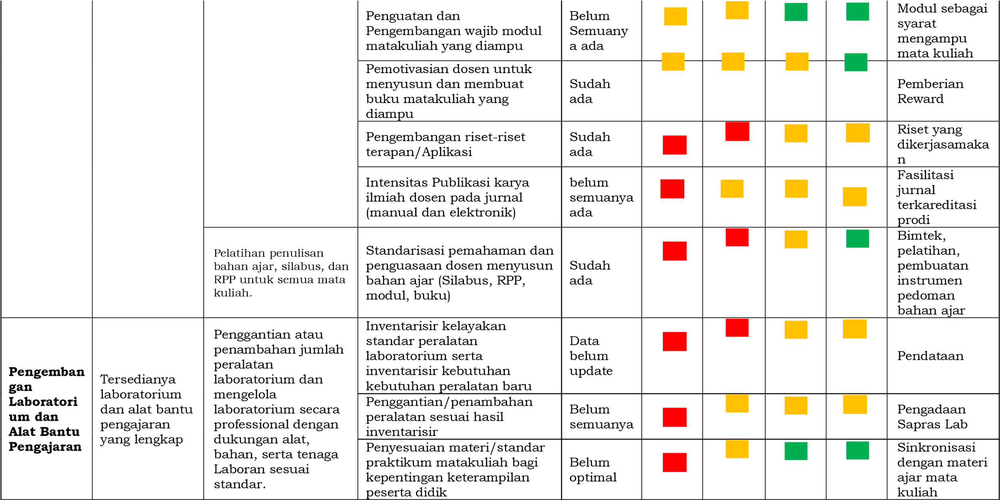 Penguatan dan
Pengembangan wajib modul
matakuliah yang diampu
Belum
Semuany
a ada
Modul sebagai
syarat
mengampu
mata kuliah
Pemotivasian dosen untuk
menyusun dan membuat
buku matakuliah yang
diampu
Sudah
ada
Pemberian
Reward
Pengembangan riset-riset
terapan/Aplikasi
Sudah
ada
Riset yang
dikerjasamaka
n
Intensitas Publikasi karya
ilmiah dosen pada jurnal
(manual dan elektronik)
belum
semuanya
ada
Fasilitasi
jurnal
terkareditasi
prodi
Pelatihan penulisan
bahan ajar, silabus, dan
RPP untuk semua mata
kuliah.
Standarisasi pemahaman dan
penguasaan dosen menyusun
bahan ajar (Silabus, RPP,
modul, buku)
Sudah
ada
Bimtek,
pelatihan,
pembuatan
instrumen
pedoman
bahan ajar
Pengemban
gan
Laboratori
um dan
Alat Bantu
Pengajaran
Tersedianya
laboratorium
dan alat bantu
pengajaran
yang lengkap
Penggantian atau
penambahan jumlah
peralatan
laboratorium dan
mengelola
laboratorium secara
professional dengan
dukungan alat,
bahan, serta tenaga
Laboran sesuai
standar.
Inventarisir kelayakan
standar peralatan
laboratorium serta
inventarisir kebutuhan
kebutuhan peralatan baru
Data
belum
update
Pendataan
Penggantian/penambahan
peralatan sesuai hasil
inventarisir
Belum
semuanya
Pengadaan
Sapras Lab
Penyesuaian materi/standar
praktikum matakuliah bagi
kepentingan keterampilan
peserta didik
Belum
optimal
Sinkronisasi
dengan materi
ajar mata
kuliah